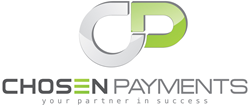 CHOSEN PAYMENTS
your partner in success